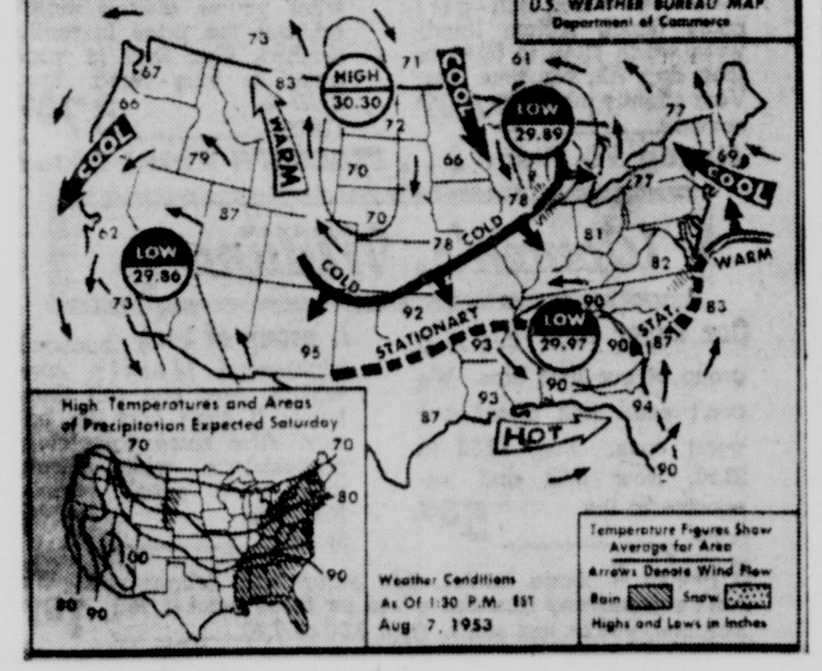 U.S. WEATHER BUREAU MAP
Department of Commerce
73
67
83
71
61
HIGH
30.30
COOL
LOW
29.89
66
72
77
COOL
WARM
79
70
66
69
COOL
78
77
87
70
62
78
COLD
81
LOW
29.86
COLD
82
WARM
73
92
90
83
STATIONARY
LOW
29.97
STAT.
95
93
90
87
90
93
94
87
HOT
90
High Temperatures and Areas
of Precipitation Expected Saturday
70
70
80
90
80
90
Weather Conditions
As Of 1:30 P.M. EST
Aug. 7, 1953
Temperature Figures Show
Average for Area
Arrows Denote Wind Flow
Rain
Snow
Highs and Lows in Inches